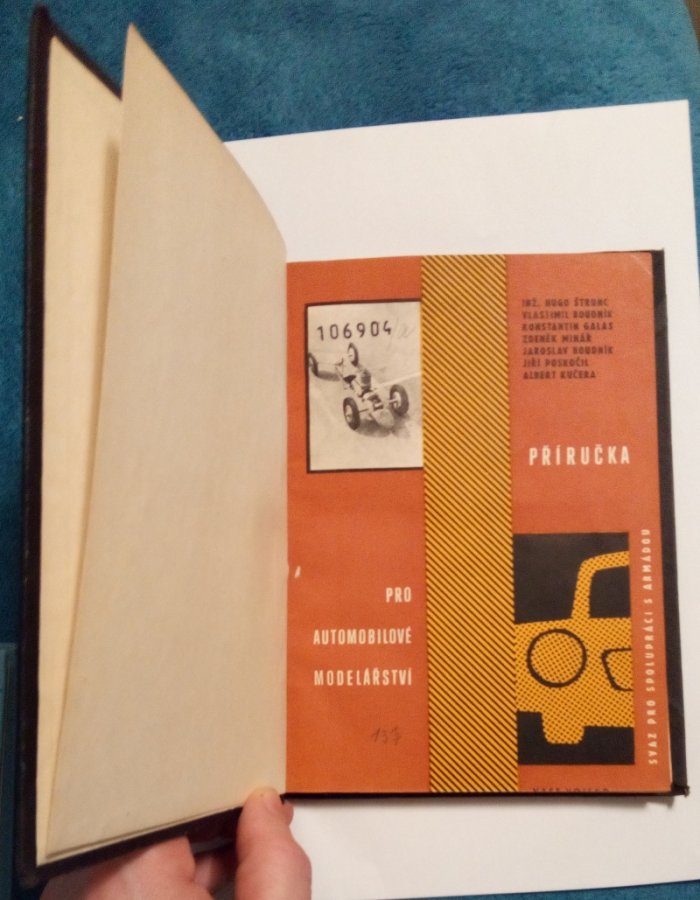 106904
INŽ. HUGO ŠTRUNC
VLASTIMIL BOUDNÍK
KONSTANTIN GALAS
ZDENĚK MINÁŘ
JAROSLAV BOUDNÍK
JIŘÍ POSKOČIL
ALBERT KUČERA
PŘÍRUČKA
PRO
AUTOMOBILOVÉ
MODELÁŘSTVÍ
SVAZ PRO SPOLUPRÁCI S ARMÁDOU